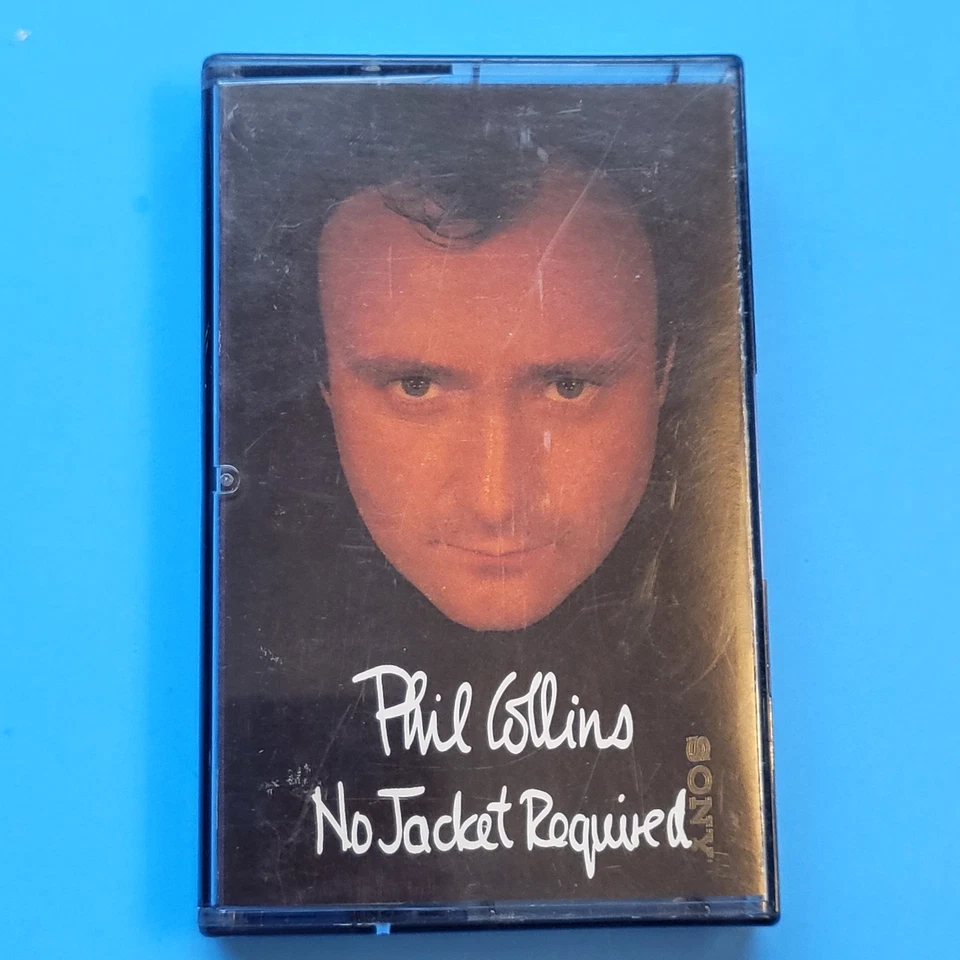 Phil Collins
No Jacket Required
SONY